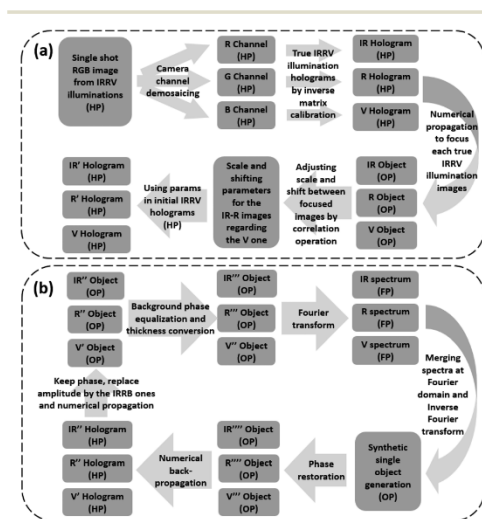 (a)
Single shot
RGB image
from IRRV
illuminations
(HP)
Camera
channel
demosaicing
R Channel
(HP)
G Channel
(HP)
B Channel
(HP)
True IRRV
illumination
holograms
by inverse
matrix
calibration
IR Hologram
(HP)
R Hologram
(HP)
V Hologram
(HP)
Numerical
propagation
to focus
each true
IRRV
illumination
images
IR Object
(OP)
R Object
(OP)
V Object
(OP)
Adjusting
scale and
shift between
focused
images by
correlation
operation
Scale and
shifting
parameters
for the
IR-R images
regarding
the V one
Using params
in initial IRRV
holograms
(HP)
IR' Hologram
(HP)
R' Hologram
(HP)
V Hologram
(HP)
(b)
IR'' Object
(OP)
R'' Object
(OP)
V' Object
(OP)
Background phase
equalization and
thickness conversion
IR''' Object
(OP)
R''' Object
(OP)
V'' Object
(OP)
Fourier
transform
IR spectrum
(FP)
R spectrum
(FP)
V spectrum
(FP)
Merging
spectra at
Fourier
domain and
Inverse
Fourier
transform
Synthetic
single
object
generation
(OP)
Phase
restoration
IR'''' Object
(OP)
R'''' Object
(OP)
V''' Object
(OP)
Numerical
back-
propagation
IR'' Hologram
(HP)
R'' Hologram
(HP)
V' Hologram
(HP)
Keep phase, replace
amplitude by the IRRB ones
and numerical propagation